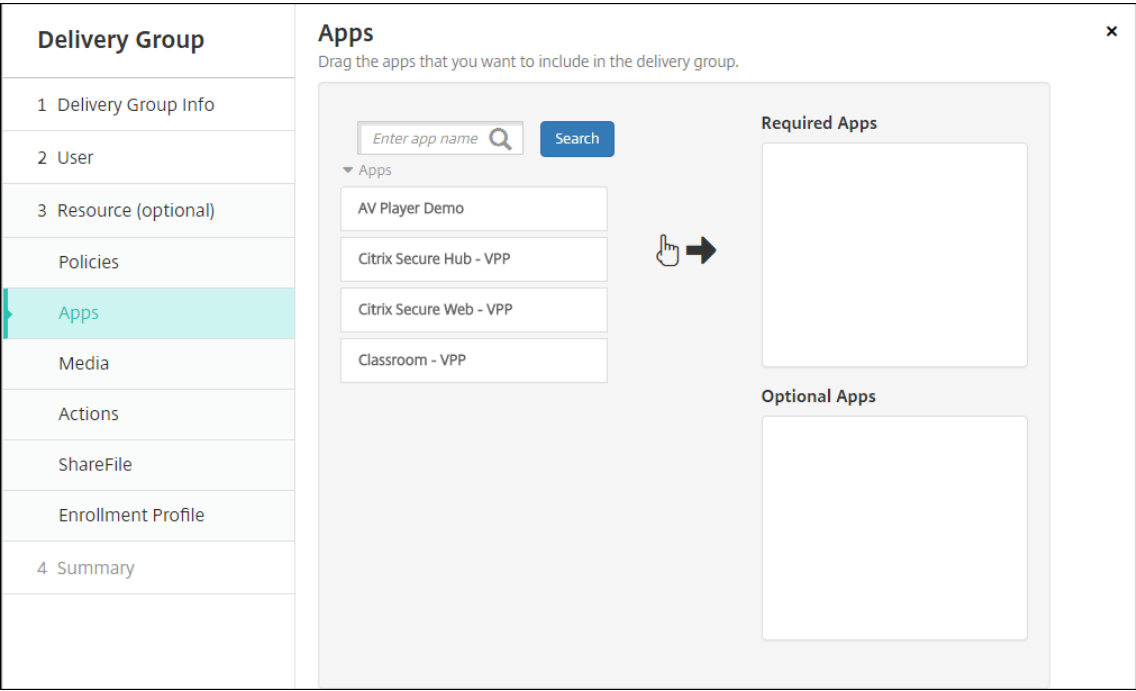 Delivery Group
1 Delivery Group Info
2 User
3 Resource (optional)
Policies
Apps
Media
Actions
ShareFile
Enrollment Profile
4 Summary
Apps
Drag the apps that you want to include in the delivery group.
Enter app name
Search
Apps
AV Player Demo
Citrix Secure Hub - VPP
Citrix Secure Web - VPP
Classroom - VPP
Required Apps
Optional Apps